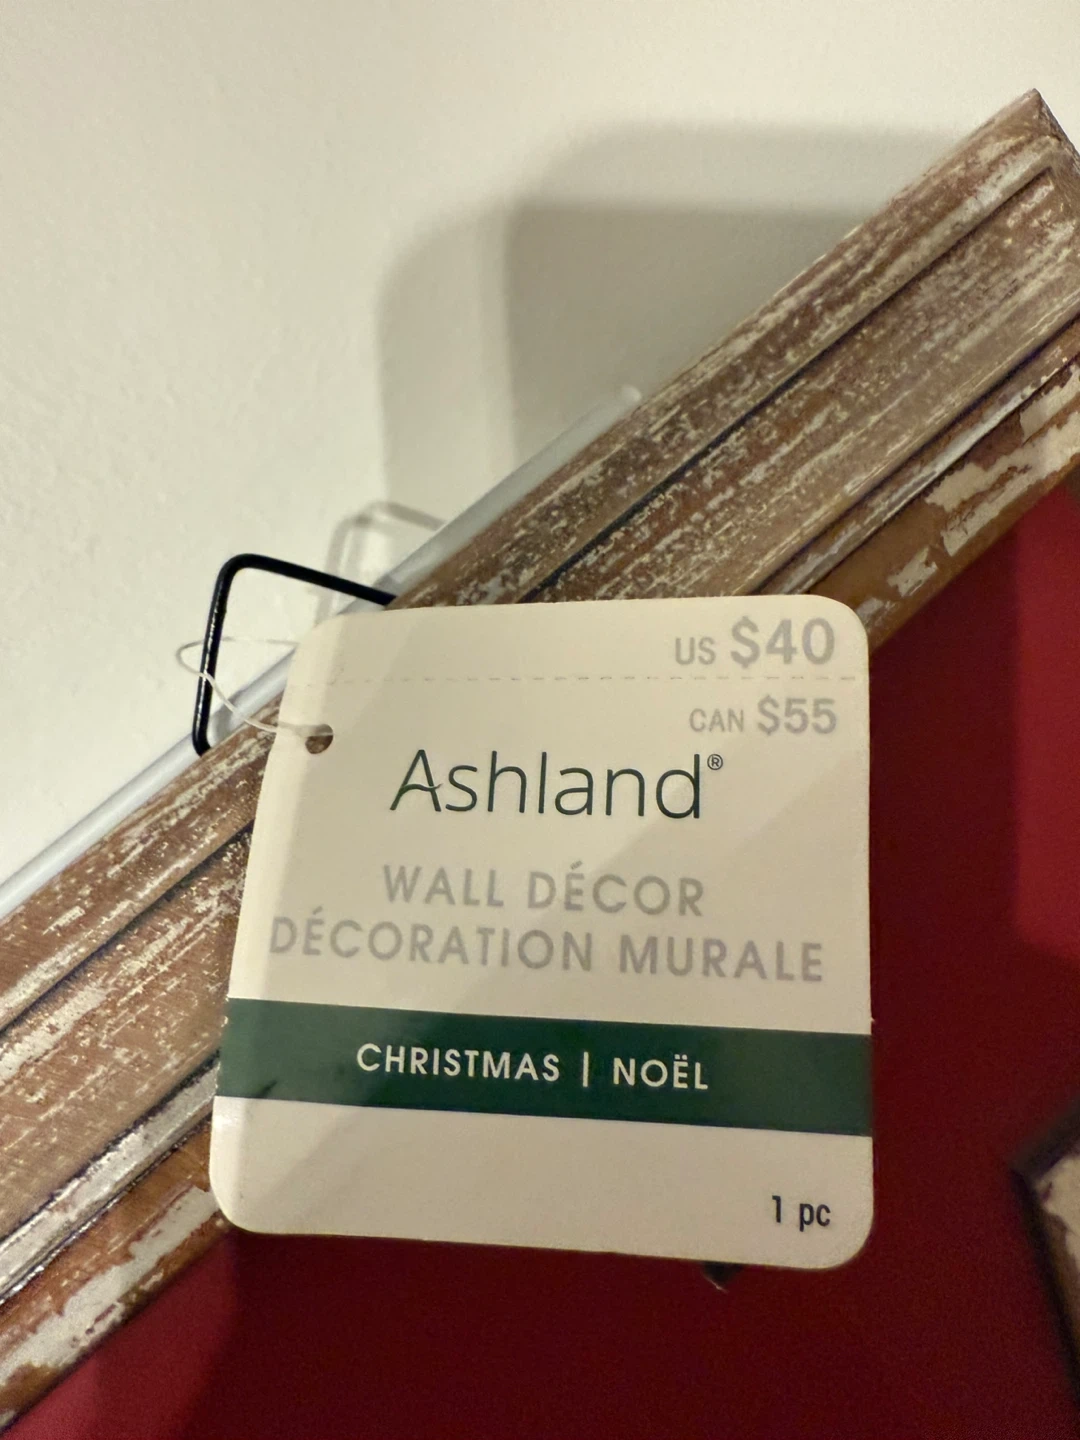 US $40
CAN $55
Ashland®
WALL DÉCOR
DÉCORATION MURALE
CHRISTMAS | NOËL
1 pc